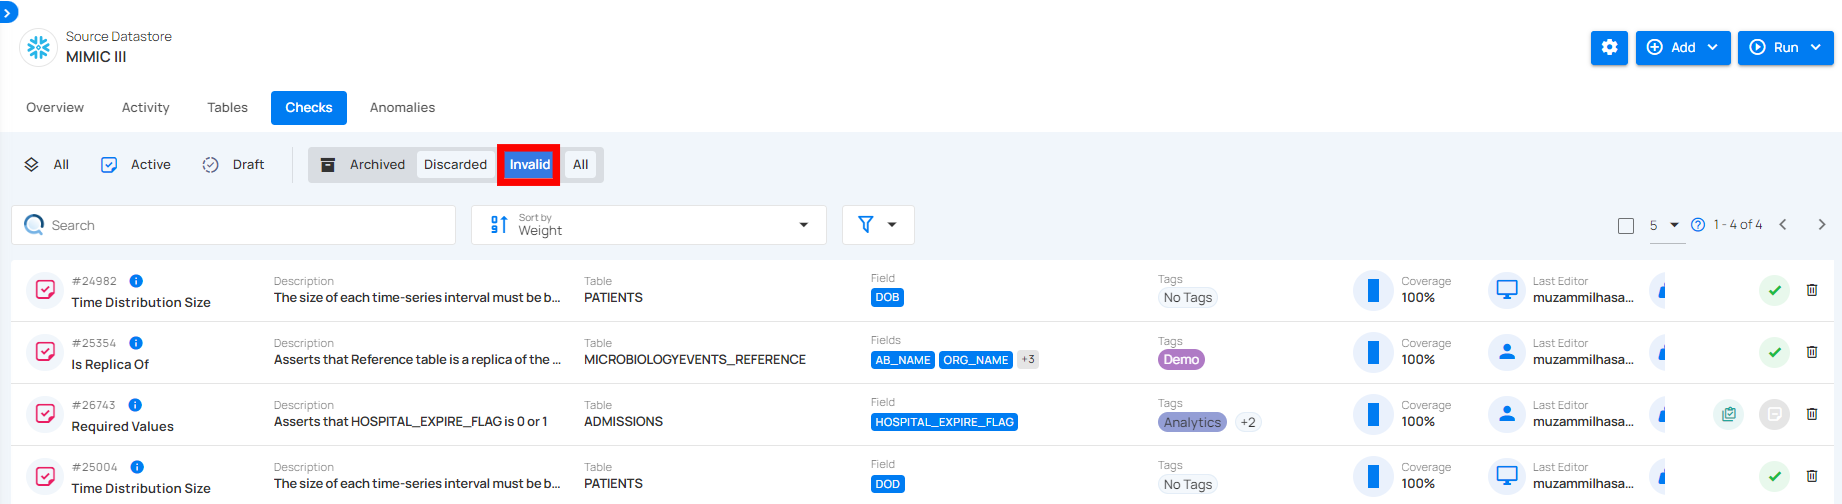 Source Datastore
MIMIC III
Add
Run
Overview Activity Tables Checks Anomalies
All Active Draft Archived Discarded Invalid All
Search
Sort by
Weight
5 1 - 4 of 4
#24982 Description Table Field Tags Coverage Last Editor
Time Distribution Size The size of each time-series interval must be b... PATIENTS DOB No Tags 100% muzammilhasa...
#25354 Description Table Fields Tags Coverage Last Editor
Is Replica Of Asserts that Reference table is a replica of the ... MICROBIOLOGYEVENTS_REFERENCE AB_NAME ORG_NAME +3 Demo 100% muzammilhasa...
#26743 Description Table Field Tags Coverage Last Editor
Required Values Asserts that HOSPITAL_EXPIRE_FLAG is 0 or 1 ADMISSIONS HOSPITAL_EXPIRE_FLAG Analytics +2 100% muzammilhasa...
#25004 Description Table Field Tags Coverage Last Editor
Time Distribution Size The size of each time-series interval must be b... PATIENTS DOD No Tags 100% muzammilhasa...